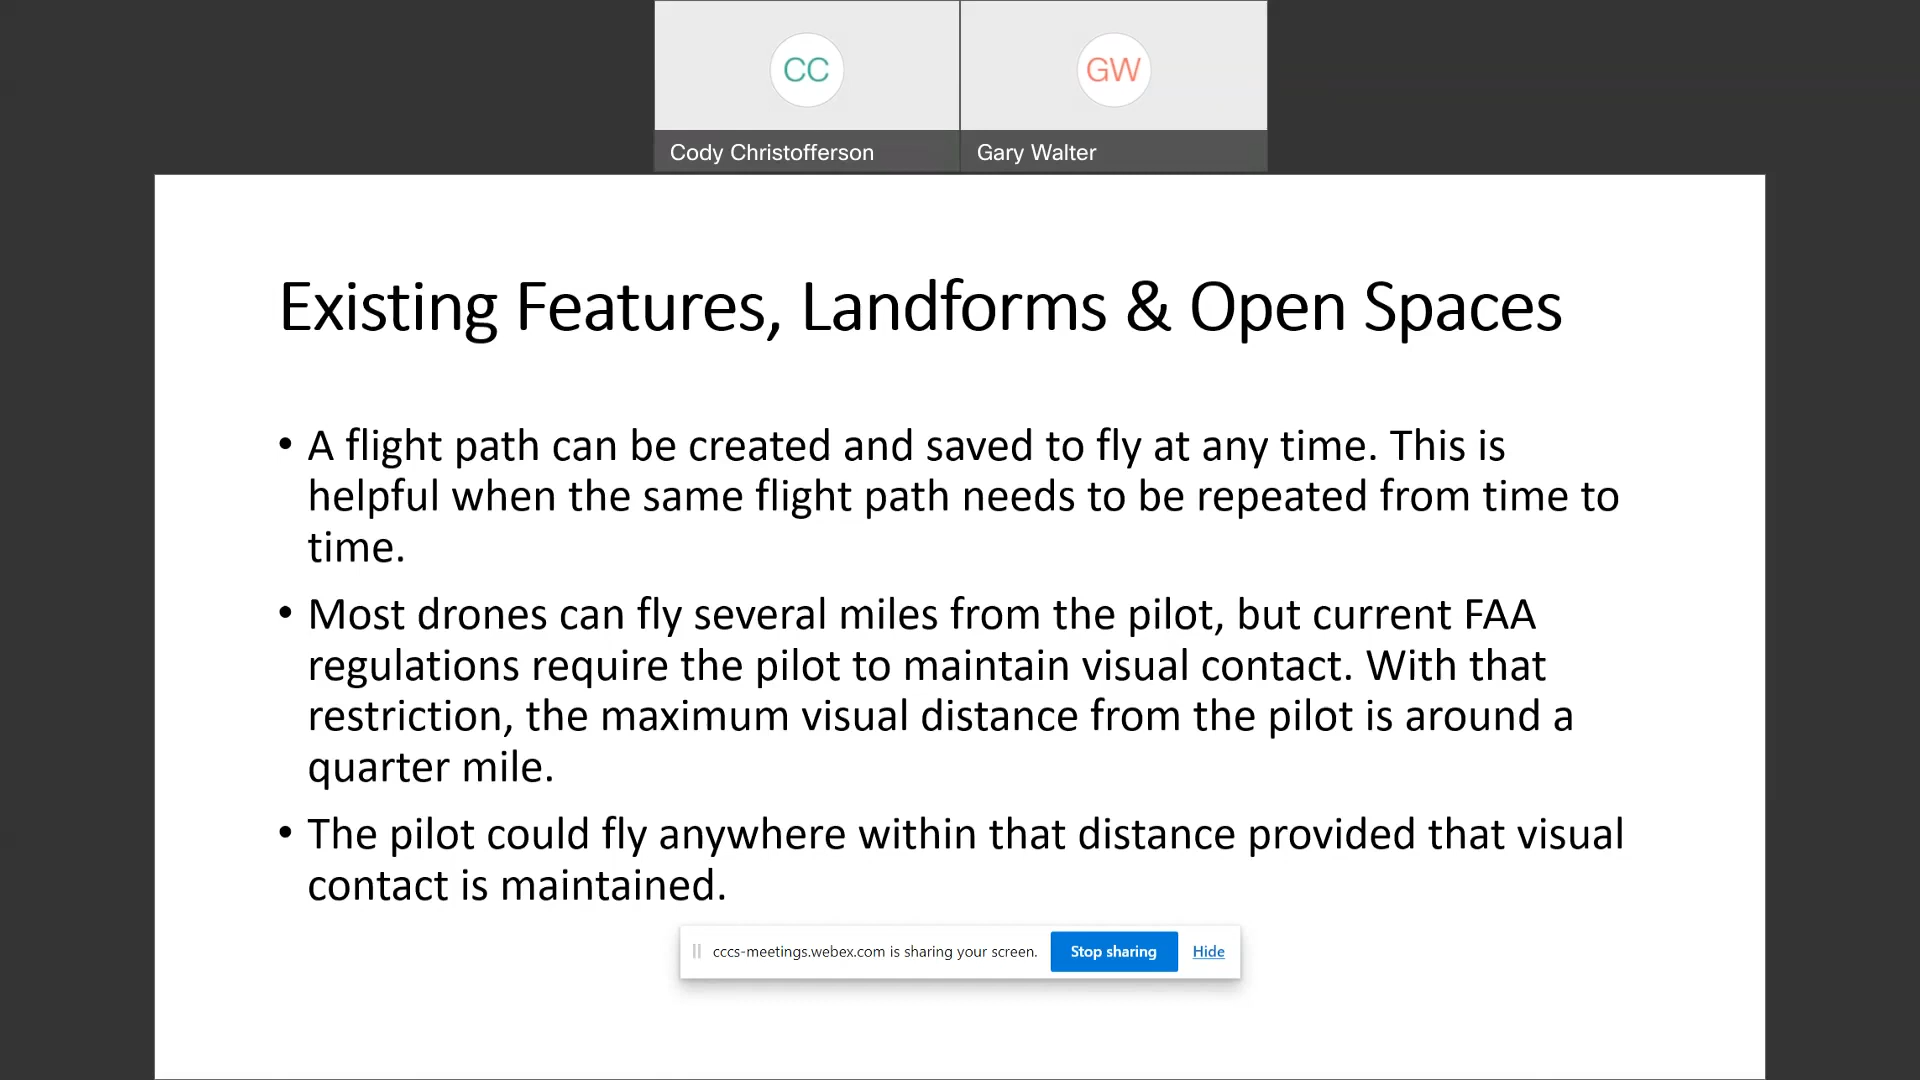 CC
GW
Cody Christofferson
Gary Walter
Existing Features, Landforms & Open Spaces
• A flight path can be created and saved to fly at any time. This is
helpful when the same flight path needs to be repeated from time to
time.
• Most drones can fly several miles from the pilot, but current FAA
regulations require the pilot to maintain visual contact. With that
restriction, the maximum visual distance from the pilot is around a
quarter mile.
• The pilot could fly anywhere within that distance provided that visual
contact is maintained.
cccs-meetings.webex.com is sharing your screen. Stop sharing Hide